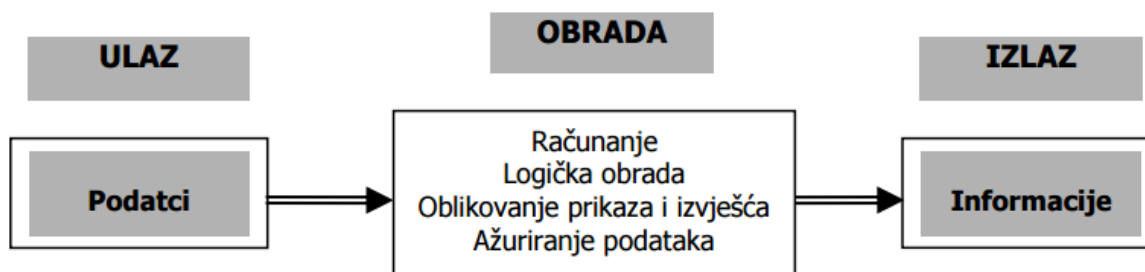 ULAZ
OBRADA
IZLAZ
Podatci
Računanje
Logička obrada
Oblikovanje prikaza i izvješća
Ažuriranje podataka
Informacije